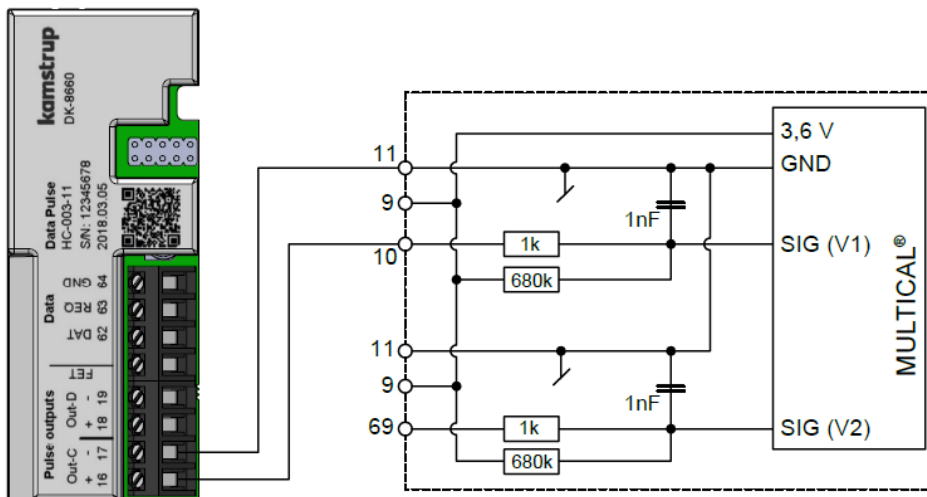 kamstrup
DK-8660
Data Pulse
HC-003-11
S/N: 12345678
2018.03.05
Data
GND 64
REQ 63
DAT 62
FET
Pulse outputs
Out-D
- 19
+ 18
Out-C
- 17
+ 16
11
9
10
11
9
69
1k
680k
1nF
1k
680k
1nF
3,6 V
GND
SIG (V1)
SIG (V2)
MULTICAL®